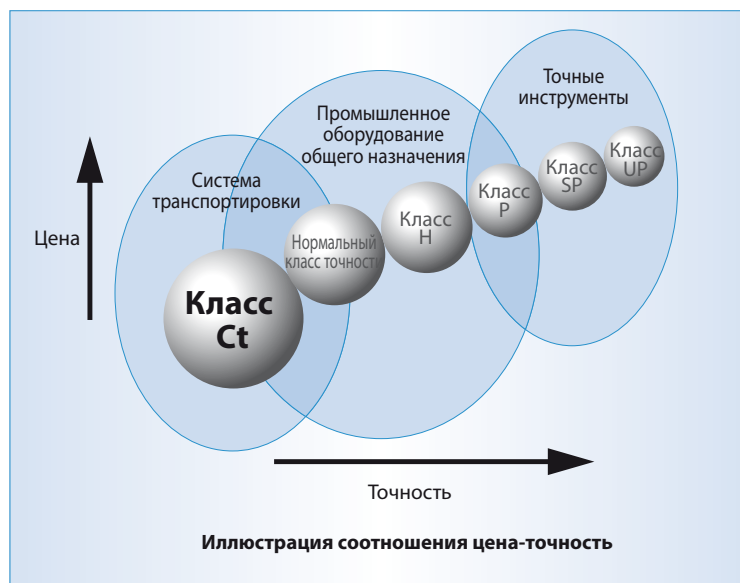 Точные
инструменты
Промышленное
оборудование
общего назначения
Система
транспортировки
Цена
Класс
Ct
Нормальный
класс точность
Класс
H
Класс
P
Класс
SP
Класс
UP
Точность
Иллюстрация соотношения цена-точность